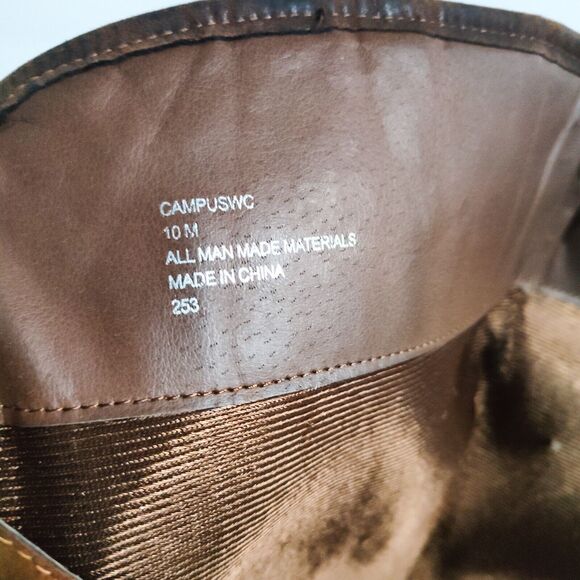 CAMPUSWC
10 M
ALL MAN MADE MATERIALS
MADE IN CHINA
253